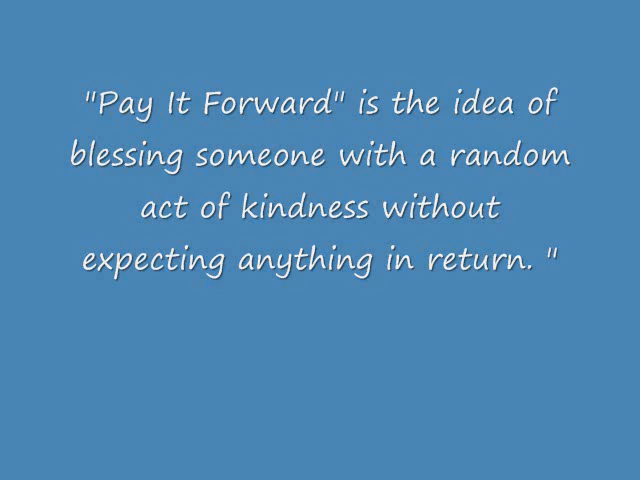 "Pay It Forward" is the idea of
blessing someone with a random
act of kindness without
expecting anything in return. "